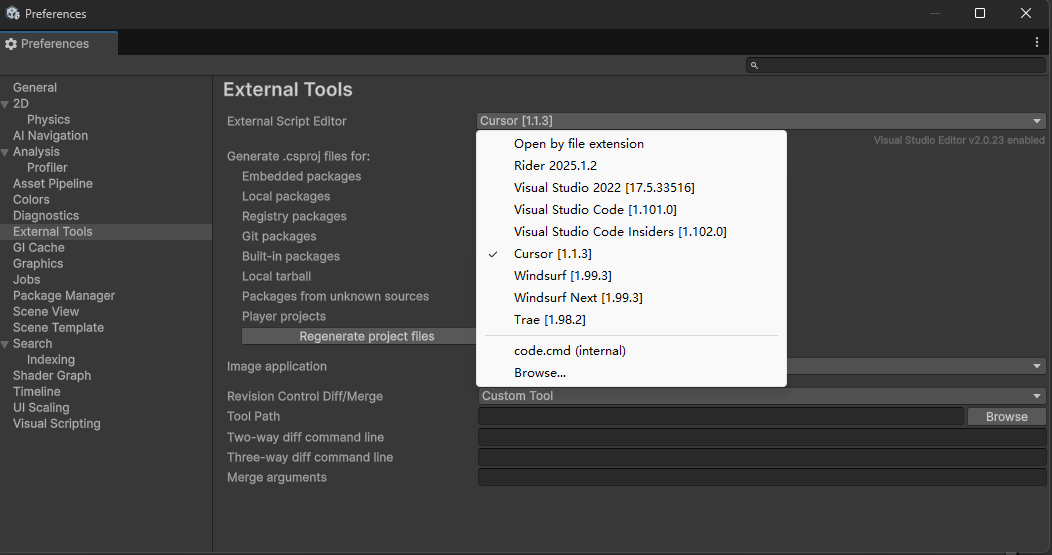 Preferences
Preferences
General
2D
Physics
AI Navigation
Analysis
Profiler
Asset Pipeline
Colors
Diagnostics
External Tools
GI Cache
Graphics
Jobs
Package Manager
Scene View
Scene Template
Search
Indexing
Shader Graph
Timeline
UI Scaling
Visual Scripting
External Tools
External Script Editor
Cursor [1.1.3]
Visual Studio Editor v2.0.23 enabled
Open by file extension
Rider 2025.1.2
Visual Studio 2022 [17.5.33516]
Visual Studio Code [1.101.0]
Visual Studio Code Insiders [1.102.0]
Cursor [1.1.3]
Windsurf [1.99.3]
Windsurf Next [1.99.3]
Trae [1.98.2]
code.cmd (internal)
Browse...
Generate .csproj files for:
Embedded packages
Local packages
Registry packages
Git packages
Built-in packages
Local tarball
Packages from unknown sources
Player projects
Regenerate project files
Image application
Revision Control Diff/Merge
Custom Tool
Tool Path
Browse
Two-way diff command line
Three-way diff command line
Merge arguments